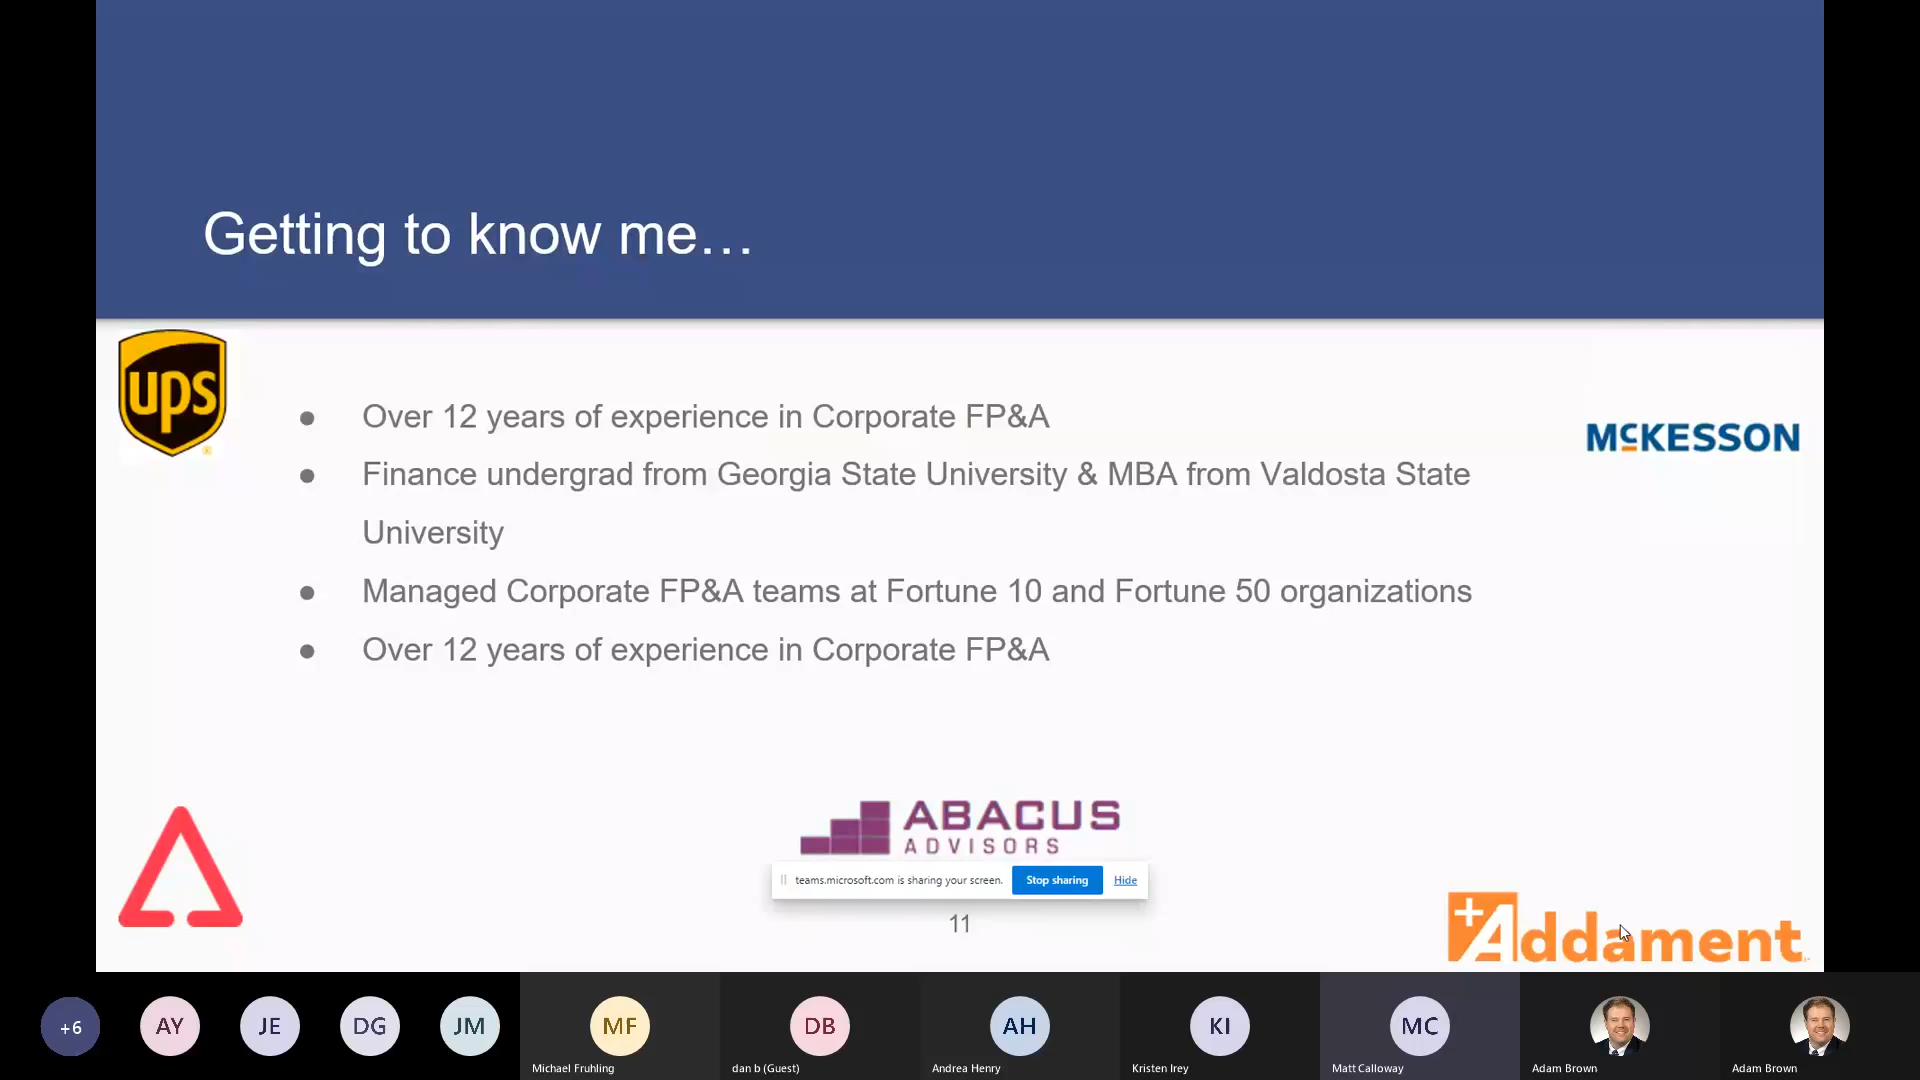 Getting to know me…
ups
● Over 12 years of experience in Corporate FP&A
MCKESSON
● Finance undergrad from Georgia State University & MBA from Valdosta State
University
● Managed Corporate FP&A teams at Fortune 10 and Fortune 50 organizations
● Over 12 years of experience in Corporate FP&A
ABACUS
ADVISORS
teams.microsoft.com is sharing your screen. Stop sharing Hide
11
+Addament
+6 AY JE DG JM MF DB AH KI MC
Michael Fruhling dan b (Guest) Andrea Henry Kristen Irey Matt Calloway Adam Brown Adam Brown